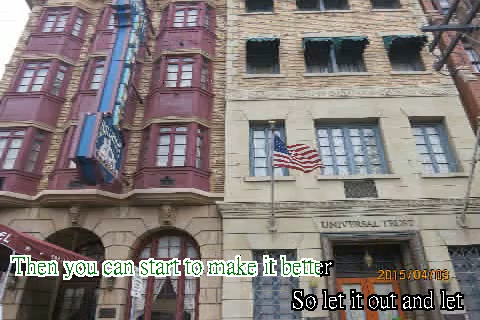 UNIVERSAL TRUST
Then you can start to make it better
2015/04/03
So let it out and let